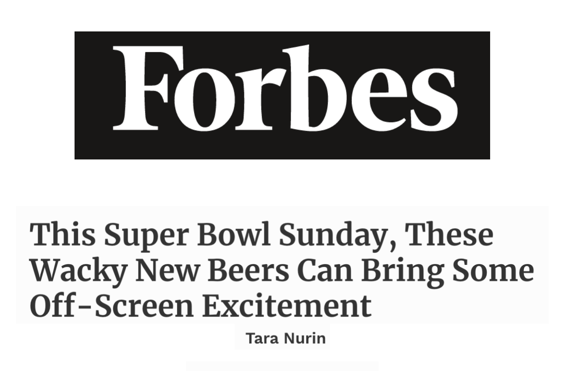 Forbes
This Super Bowl Sunday, These
Wacky New Beers Can Bring Some
Off-Screen Excitement
Tara Nurin